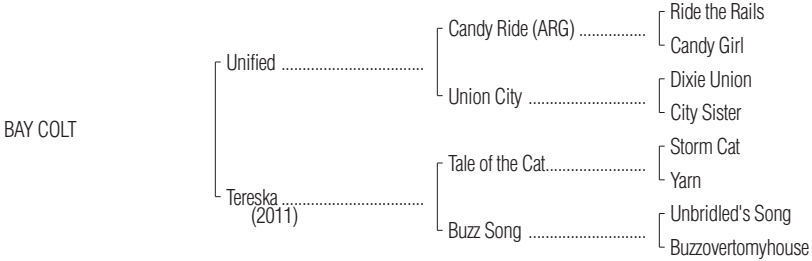 Ride the Rails
Candy Ride (ARG) ................
Candy Girl
Unified ..................................
Dixie Union
Union City ............................
City Sister
BAY COLT
Storm Cat
Tale of the Cat........................
Yarn
Tereska ..................................
(2011)
Unbridled's Song
Buzz Song ............................
Buzzovertomyhouse